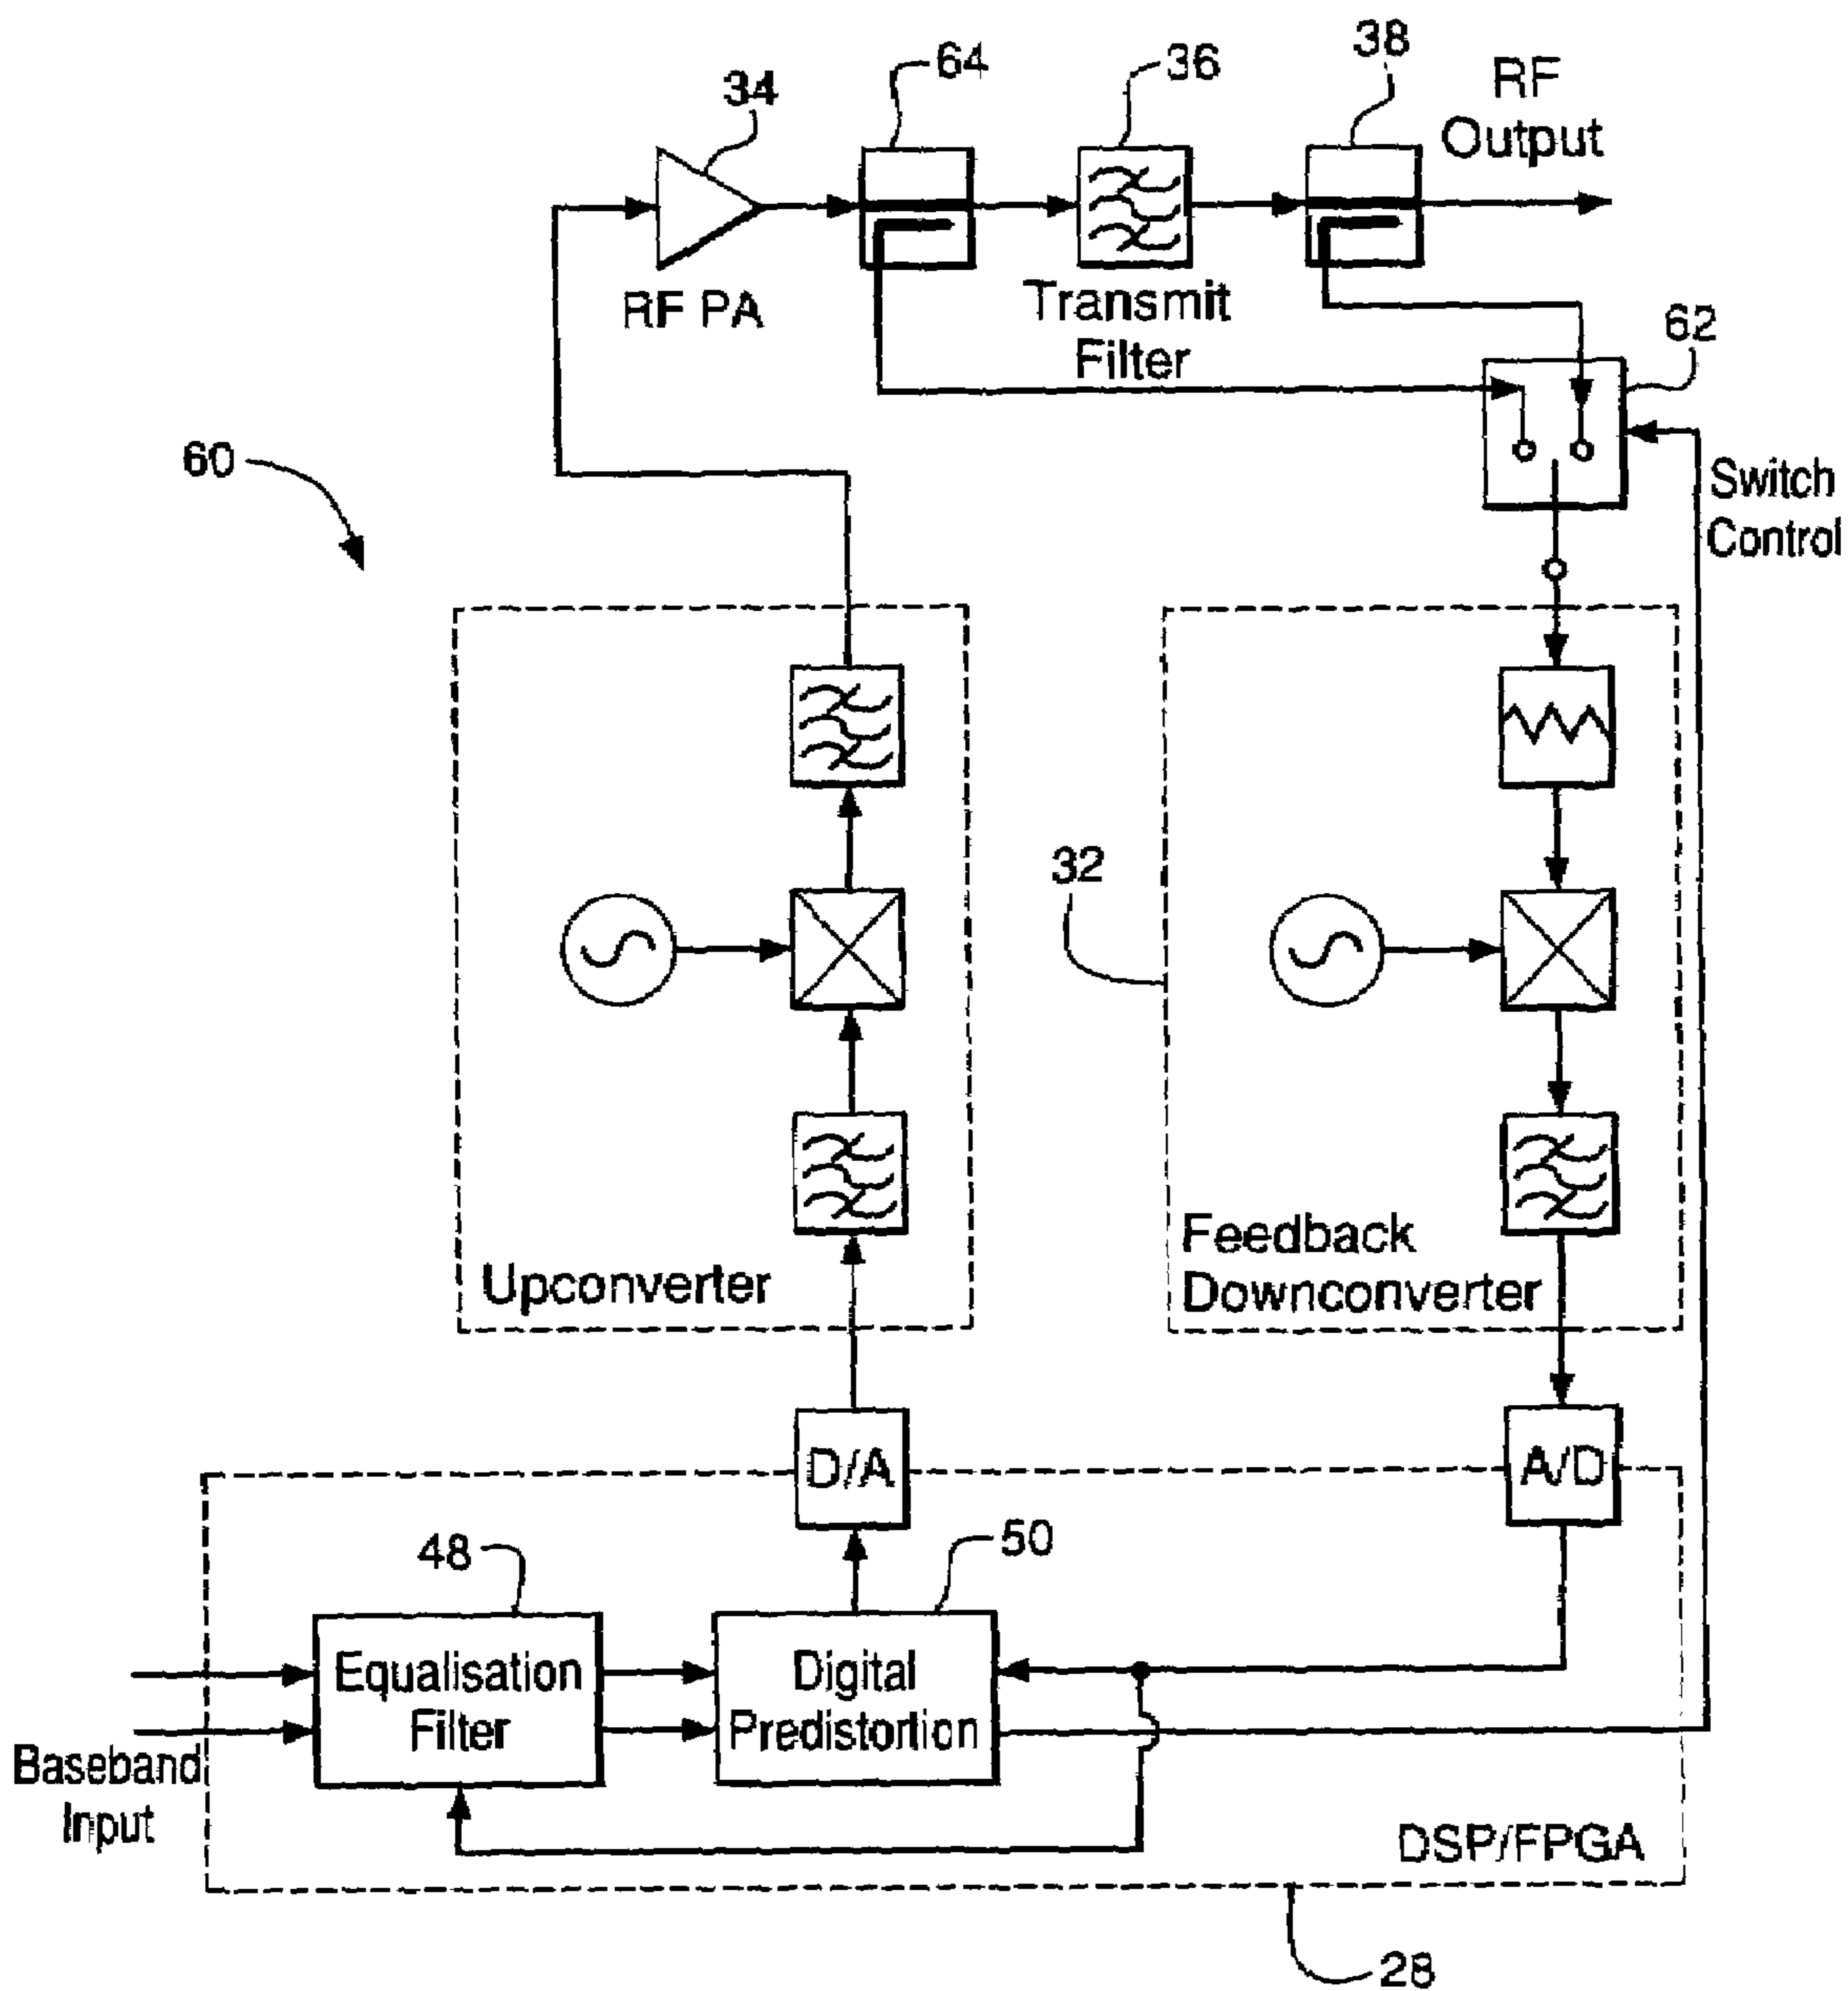 38
64
36
RF
Output
34
RF PA
Transmit
Filter
62
60
Switch
Control
32
Feedback
Downconverter
Upconverter
D/A
A/D
48
50
Equalisation
Filter
Digital
Predistortion
Baseband
Input
DSP/FPGA
28